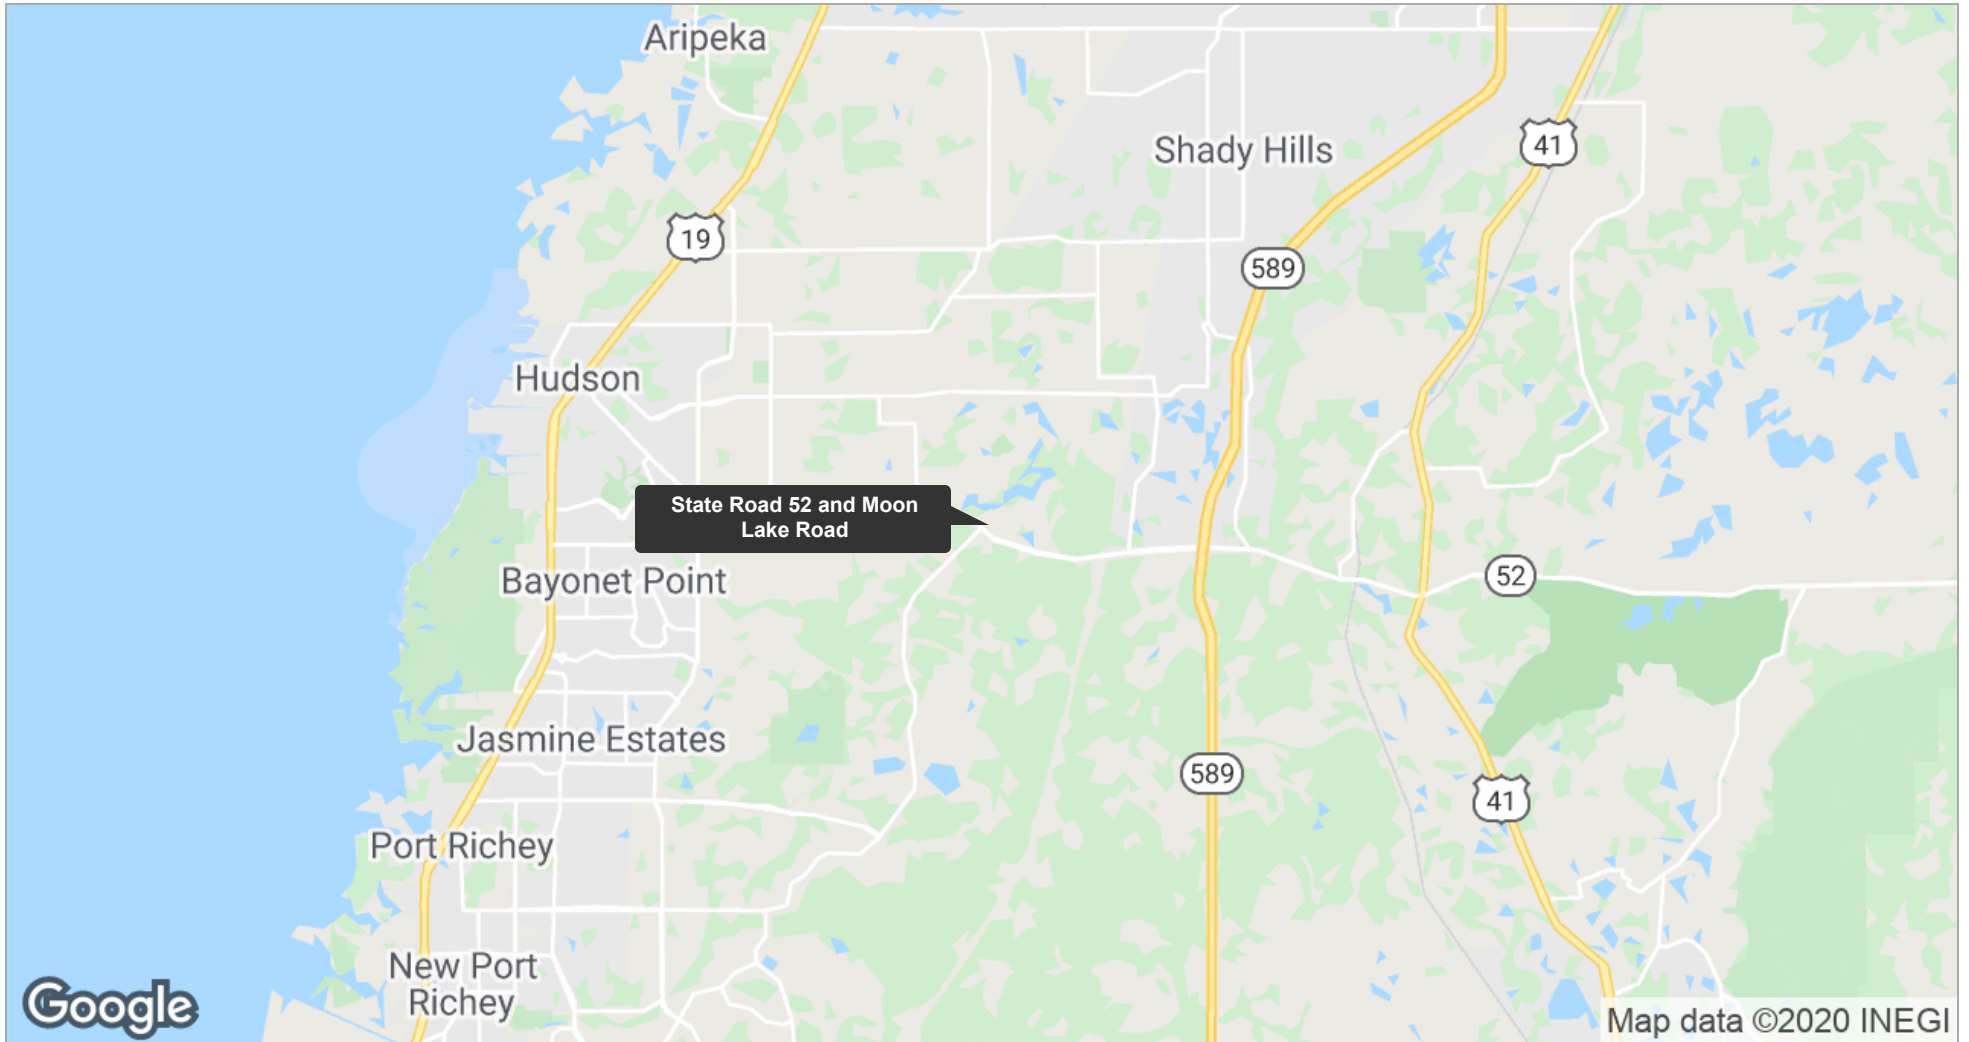 Aripeka
Shady Hills
41
19
589
Hudson
State Road 52 and Moon
Lake Road
Bayonet Point
52
Jasmine Estates
589
41
Port Richey
New Port
Richey
Google
Map data ©2020 INEGI